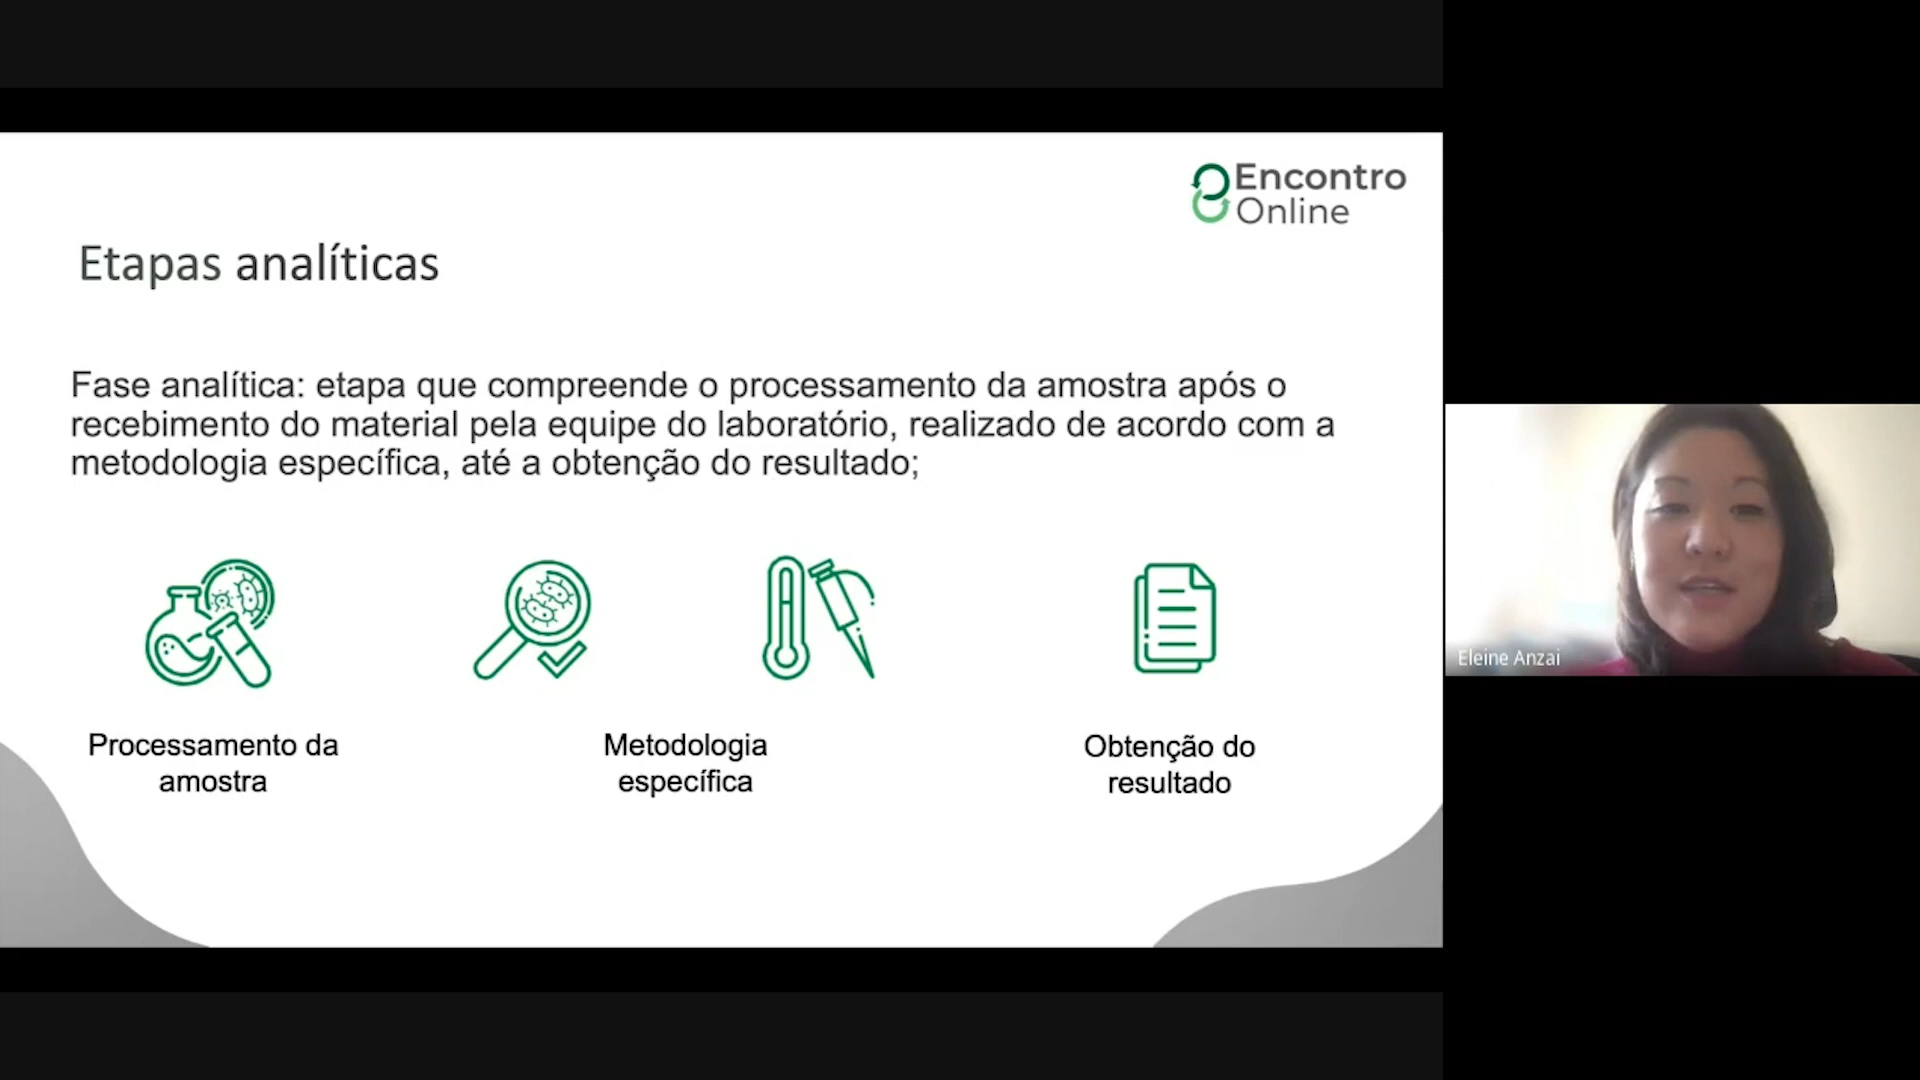 Encontro
Online
Etapas analíticas
Fase analítica: etapa que compreende o processamento da amostra após o
recebimento do material pela equipe do laboratório, realizado de acordo com a
metodologia específica, até a obtenção do resultado;
Processamento da
amostra
Metodologia
específica
Obtenção do
resultado
Eleine Anzai